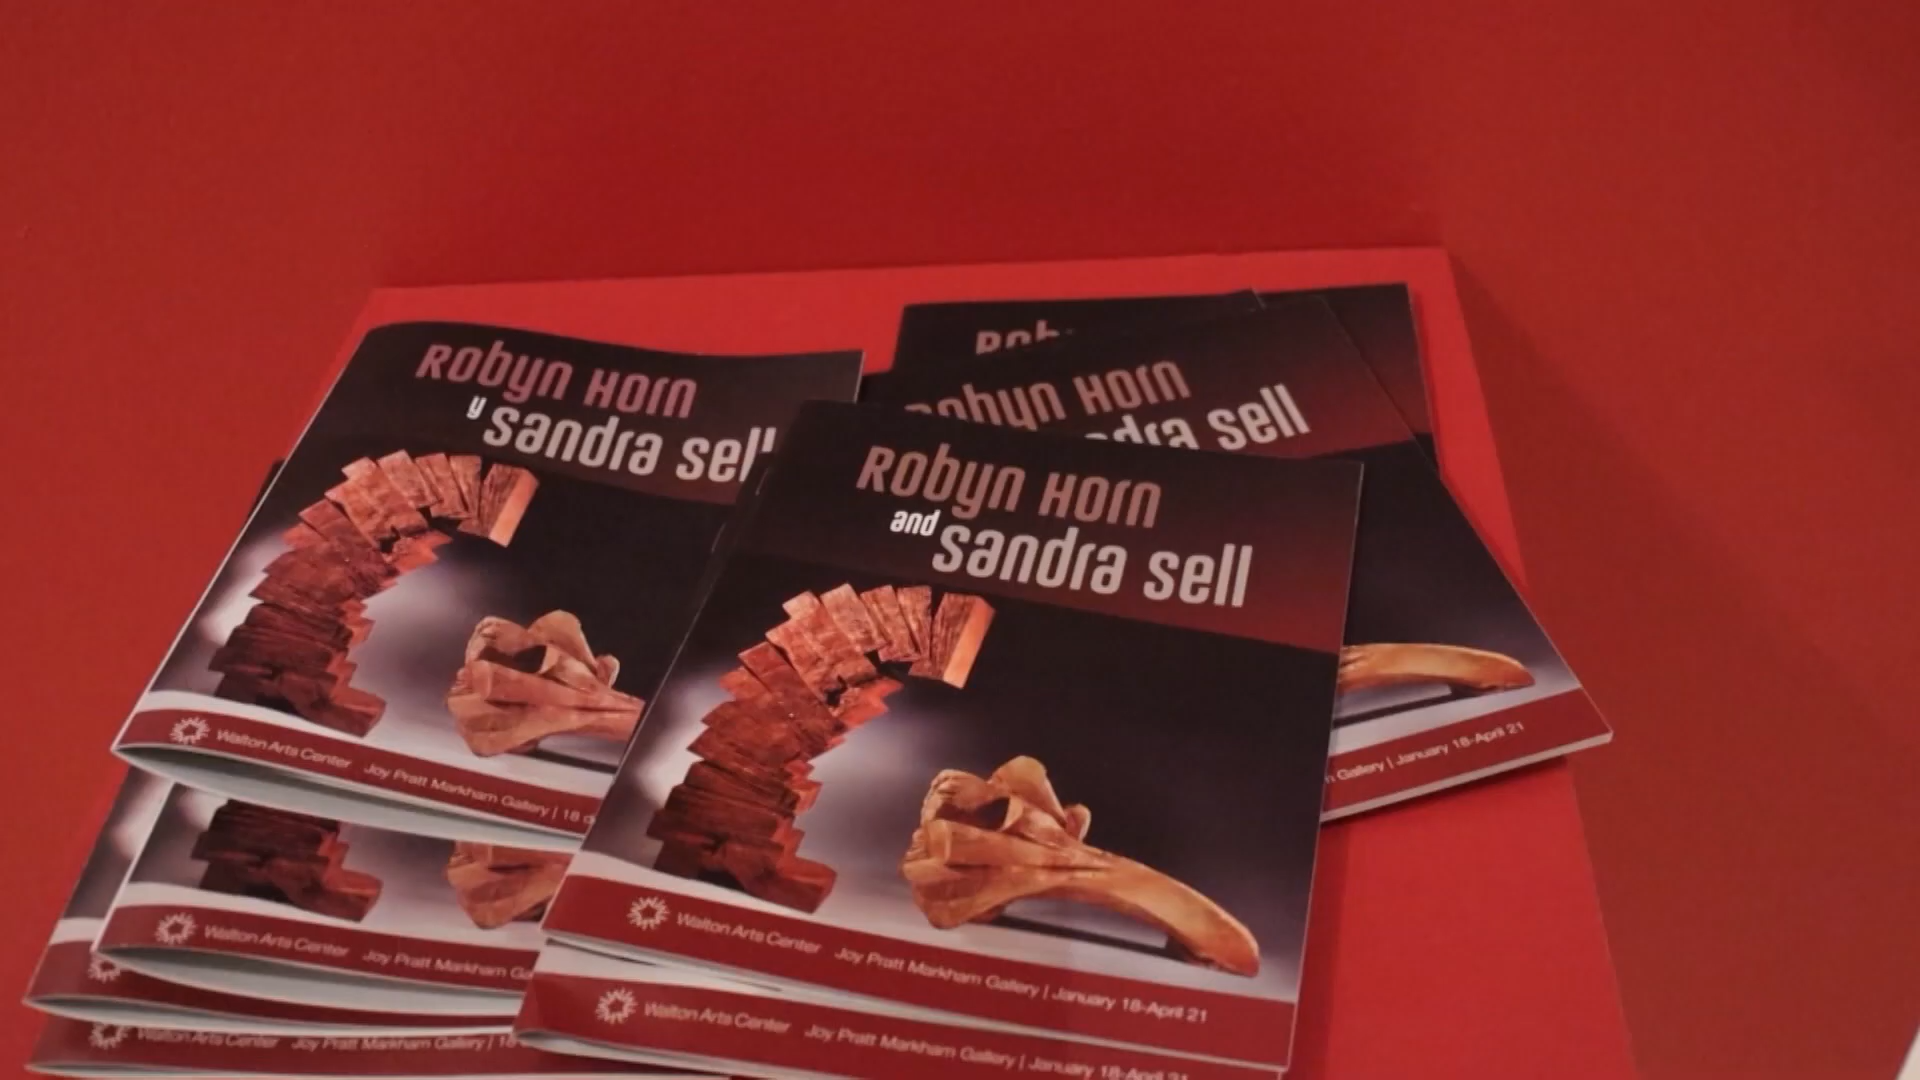 Robyn Horn
y sandra sell
Walton Arts Center Joy Pratt Markham Gallery | 18
Walton Arts Center Joy Pratt Markham
Walton Arts Center Joy Pratt Markham Gallery | 18
Robyn Horn
sell
Gallery | January 18-April 21
Robyn Horn
and sandra sell
Walton Arts Center Joy Pratt Markham Gallery | January 18-April 21
Walton Arts Center Joy Pratt Markham Gallery | January 18-April 21